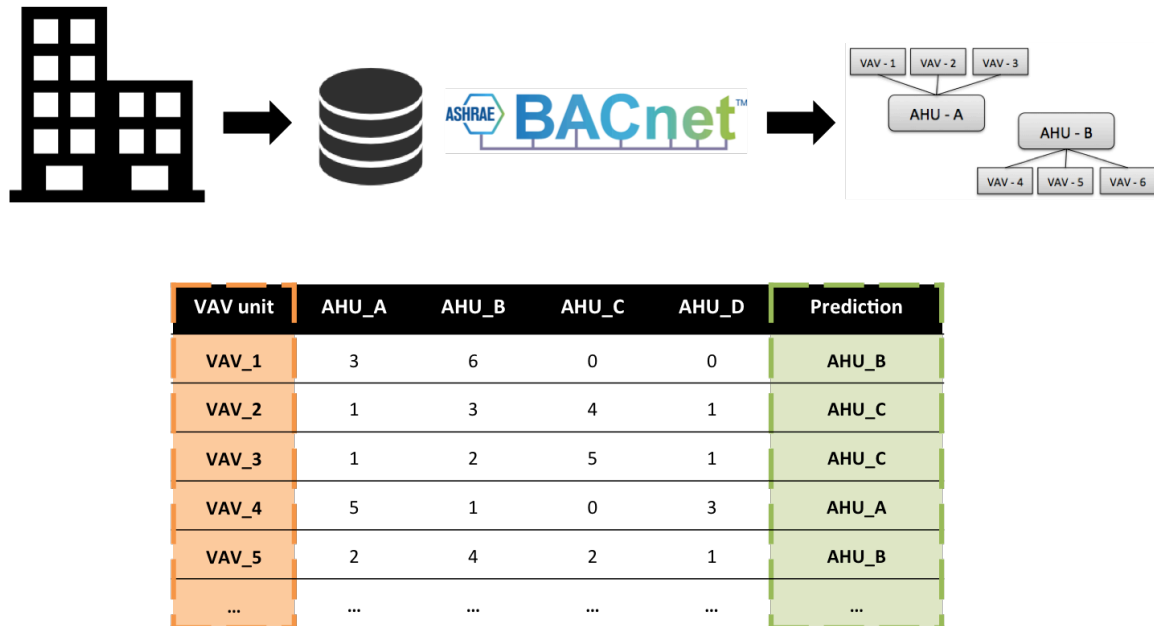 VAV - 1 VAV - 2 VAV - 3
AHU - A
AHU - B
VAV - 4 VAV - 5 VAV - 6
ASHRAE BACnet™
VAV unit AHU_A AHU_B AHU_C AHU_D Prediction
VAV_1 3 6 0 0 AHU_B
VAV_2 1 3 4 1 AHU_C
VAV_3 1 2 5 1 AHU_C
VAV_4 5 1 0 3 AHU_A
VAV_5 2 4 2 1 AHU_B
... ... ... ... ... ...